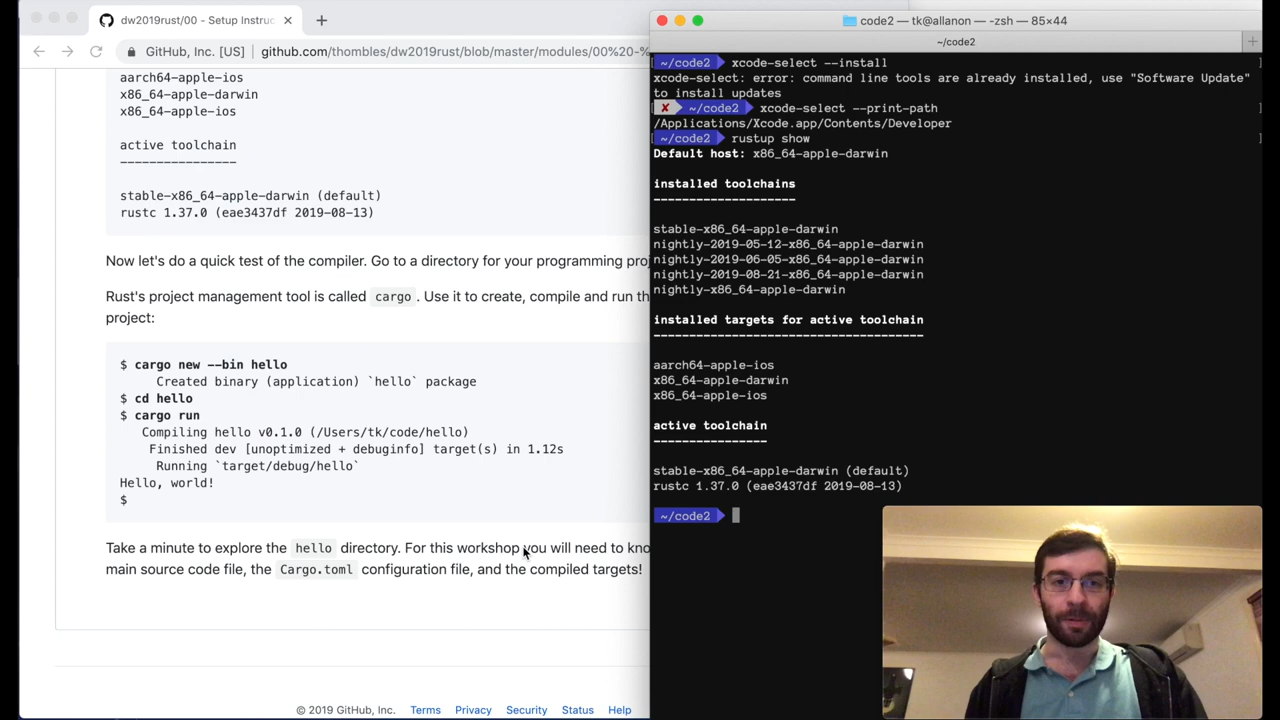 dw2019rust/00 - Setup Instruc
GitHub, Inc. [US]
github.com/thombles/dw2019rust/blob/master/modules/00%20-%
aarch64-apple-ios
x86_64-apple-darwin
x86_64-apple-ios
active toolchain
----------------
stable-x86_64-apple-darwin (default)
rustc 1.37.0 (eae3437df 2019-08-13)
Now let's do a quick test of the compiler. Go to a directory for your programming proj
Rust's project management tool is called cargo. Use it to create, compile and run th
project:
$ cargo new --bin hello
Created binary (application) `hello` package
$ cd hello
$ cargo run
Compiling hello v0.1.0 (/Users/tk/code/hello)
Finished dev [unoptimized + debuginfo] target(s) in 1.12s
Running `target/debug/hello`
Hello, world!
$
Take a minute to explore the hello directory. For this workshop you will need to kno
main source code file, the Cargo.toml configuration file, and the compiled targets!
© 2019 GitHub, Inc. Terms Privacy Security Status Help
code2 — tk@allanon — -zsh — 85×44
~/code2
~/code2 xcode-select --install
xcode-select: error: command line tools are already installed, use "Software Update"
to install updates
✘ ~/code2 xcode-select --print-path
/Applications/Xcode.app/Contents/Developer
~/code2 rustup show
Default host: x86_64-apple-darwin
installed toolchains
--------------------
stable-x86_64-apple-darwin
nightly-2019-05-12-x86_64-apple-darwin
nightly-2019-06-05-x86_64-apple-darwin
nightly-2019-08-21-x86_64-apple-darwin
nightly-x86_64-apple-darwin
installed targets for active toolchain
--------------------------------------
aarch64-apple-ios
x86_64-apple-darwin
x86_64-apple-ios
active toolchain
----------------
stable-x86_64-apple-darwin (default)
rustc 1.37.0 (eae3437df 2019-08-13)
~/code2